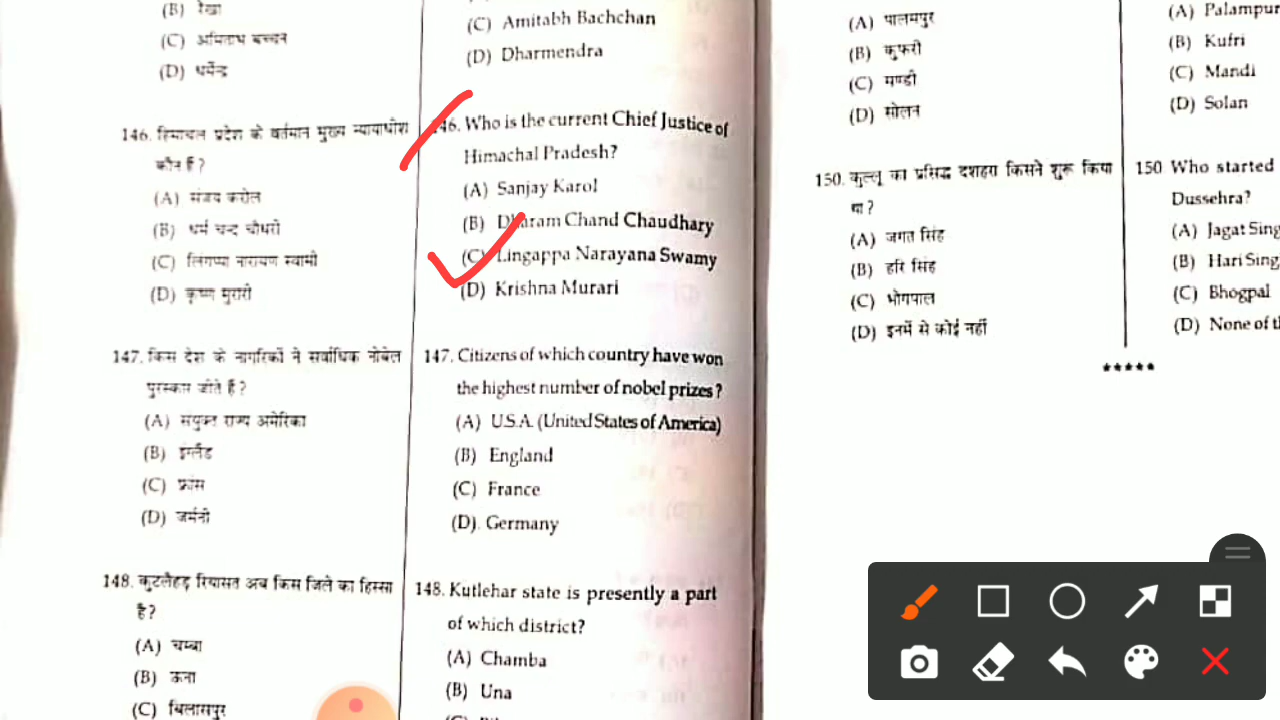 (B) रेखा
(C) अमिताभ बच्चन
(D) धर्मेन्द्र
146. हिमाचल प्रदेश के वर्तमान मुख्य न्यायाधीश
कौन हैं?
(A) संजय करोल
(B) धर्म चन्द चौधरी
(C) लिंगप्पा नारायण स्वामी
(D) कृष्ण मुरारी
147. किस देश के नागरिकों ने सर्वाधिक नोबेल
पुरस्कार जीते हैं?
(A) संयुक्त राज्य अमेरिका
(B) इंग्लैंड
(C) फ्रांस
(D) जर्मनी
148. कुटलैहड़ रियासत अब किस जिले का हिस्सा
है?
(A) चम्बा
(B) ऊना
(C) बिलासपुर
(C) Amitabh Bachchan
(D) Dharmendra
146. Who is the current Chief Justice of
Himachal Pradesh?
(A) Sanjay Karol
(B) Dharam Chand Chaudhary
(C) Lingappa Narayana Swamy
(D) Krishna Murari
147. Citizens of which country have won
the highest number of nobel prizes?
(A) U.S.A. (United States of America)
(B) England
(C) France
(D). Germany
148. Kutlehar state is presently a part
of which district?
(A) Chamba
(B) Una
(A) पालमपुर
(B) कुफरी
(C) मण्डी
(D) सोलन
150. कुल्लू का प्रसिद्ध दशहरा किसने शुरू किया
था?
(A) जगत सिंह
(B) हरि सिंह
(C) भोगपाल
(D) इनमें से कोई नहीं
(A) Palampur
(B) Kufri
(C) Mandi
(D) Solan
150 Who started
Dussehra?
(A) Jagat Sing
(B) Hari Sing
(C) Bhogpal
(D) None of t
*****